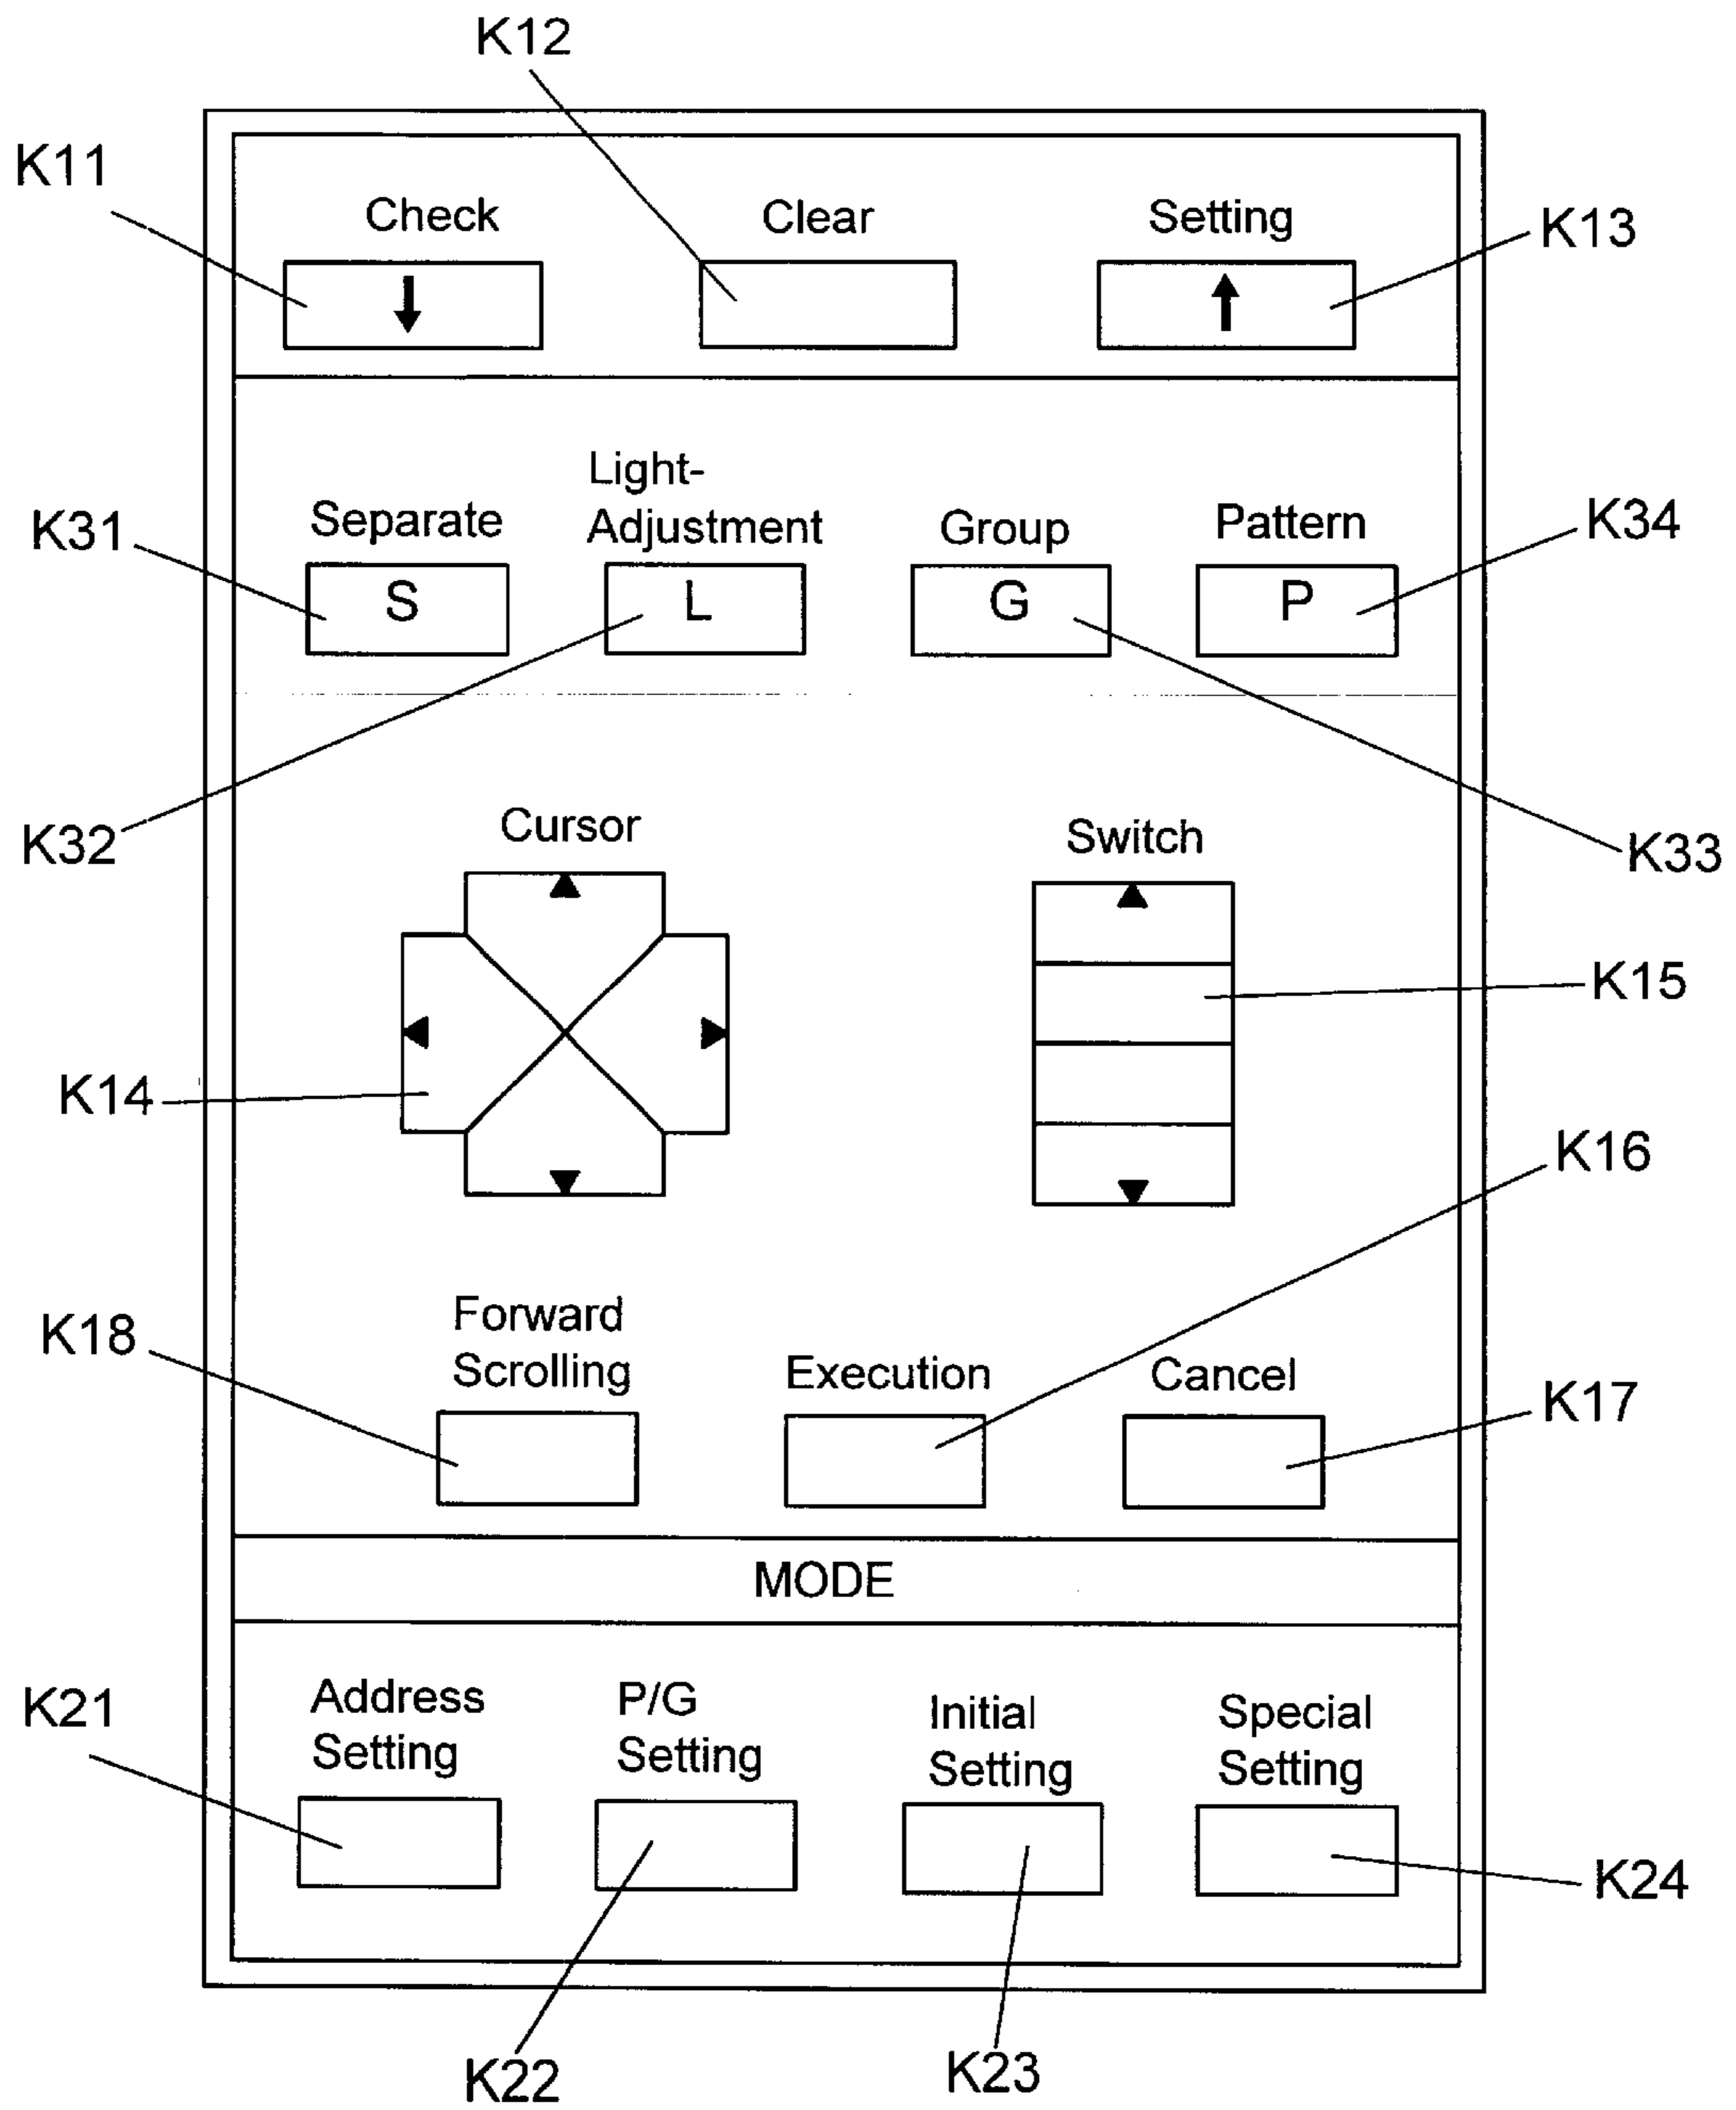 K12
K11
Check
Clear
Setting
K13
Light-
Separate
Adjustment
Group
Pattern
K31
K34
S
L
G
P
Cursor
Switch
K32
K33
K15
K14
K16
Forward
Scrolling
Execution
Cancel
K18
K17
MODE
Address
Setting
P/G
Setting
Initial
Setting
Special
Setting
K21
K24
K22
K23